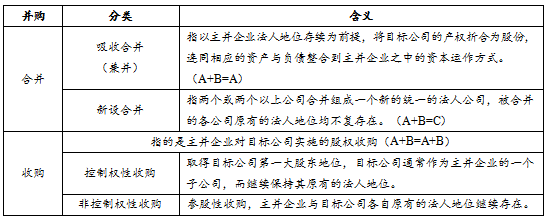 并购 分类 含义
合并
吸收合并
（兼并）
指以主并企业法人地位存续为前提，将目标公司的产权折合为股份，
连同相应的资产与负债整合到主并企业之中的资本运作方式。
（A+B=A）
新设合并
指两个或两个以上公司合并组成一个新的统一的法人公司，被合并
的各公司原有的法人地位均不复存在。（A+B=C）
收购
指的是主并企业对目标公司实施的股权收购（A+B=A+B）
控制权性收购
取得目标公司第一大股东地位，目标公司通常作为主并企业的一个
子公司，而继续保持其原有的法人地位。
非控制权性收购 参股性收购，主并企业与目标公司各自原有的法人地位继续存在。